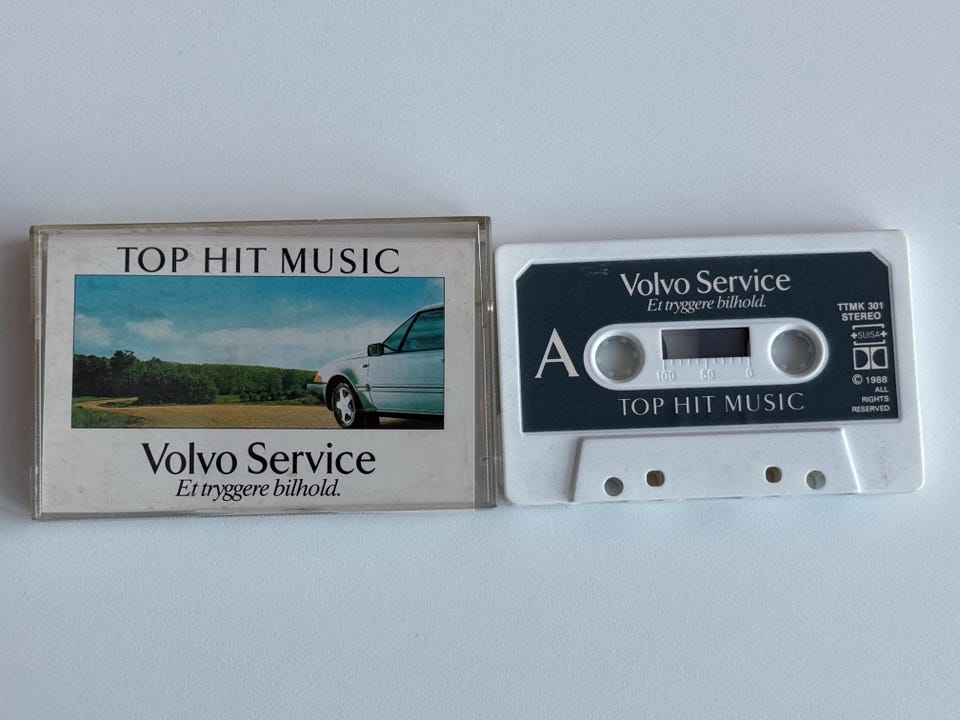 TOP HIT MUSIC
Volvo Service
Et tryggere bilhold.
Volvo Service
Et tryggere bilhold.
TTMK 301
STEREO
SUISA
A
100 50 0
© 1988
ALL
RIGHTS
RESERVED
TOP HIT MUSIC